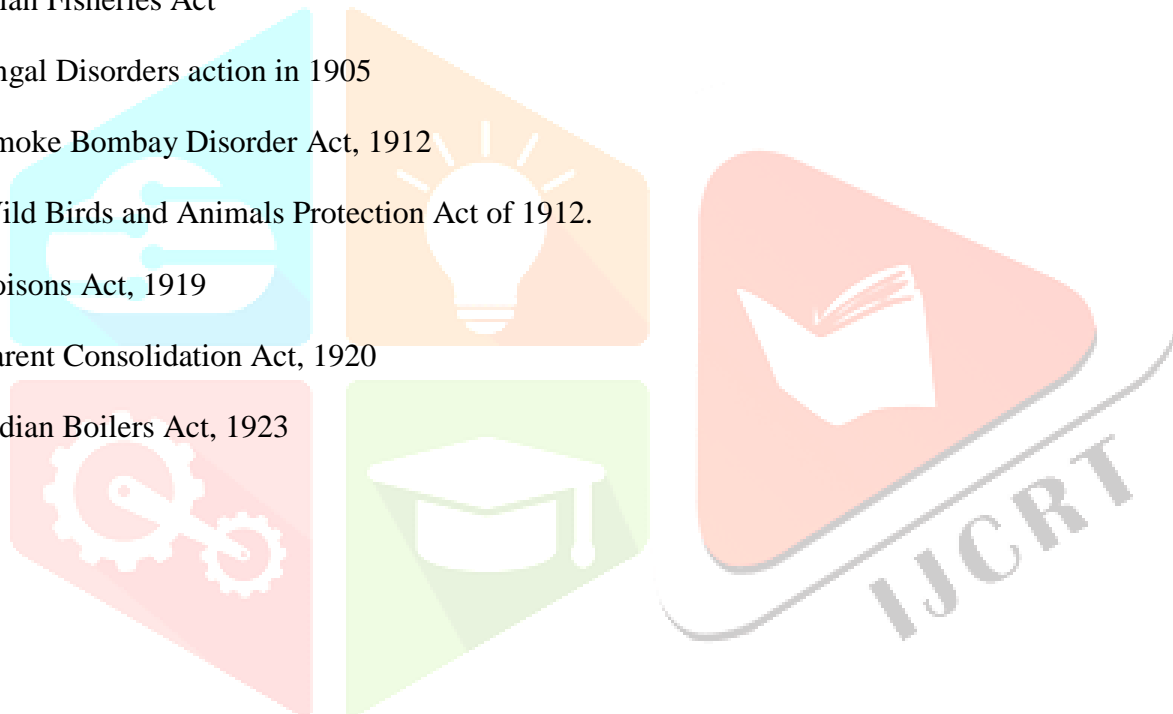 ian Fisheries Act
ngal Disorders action in 1905
moke Bombay Disorder Act, 1912
Wild Birds and Animals Protection Act of 1912.
oisons Act, 1919
arent Consolidation Act, 1920
dian Boilers Act, 1923
IJCRT